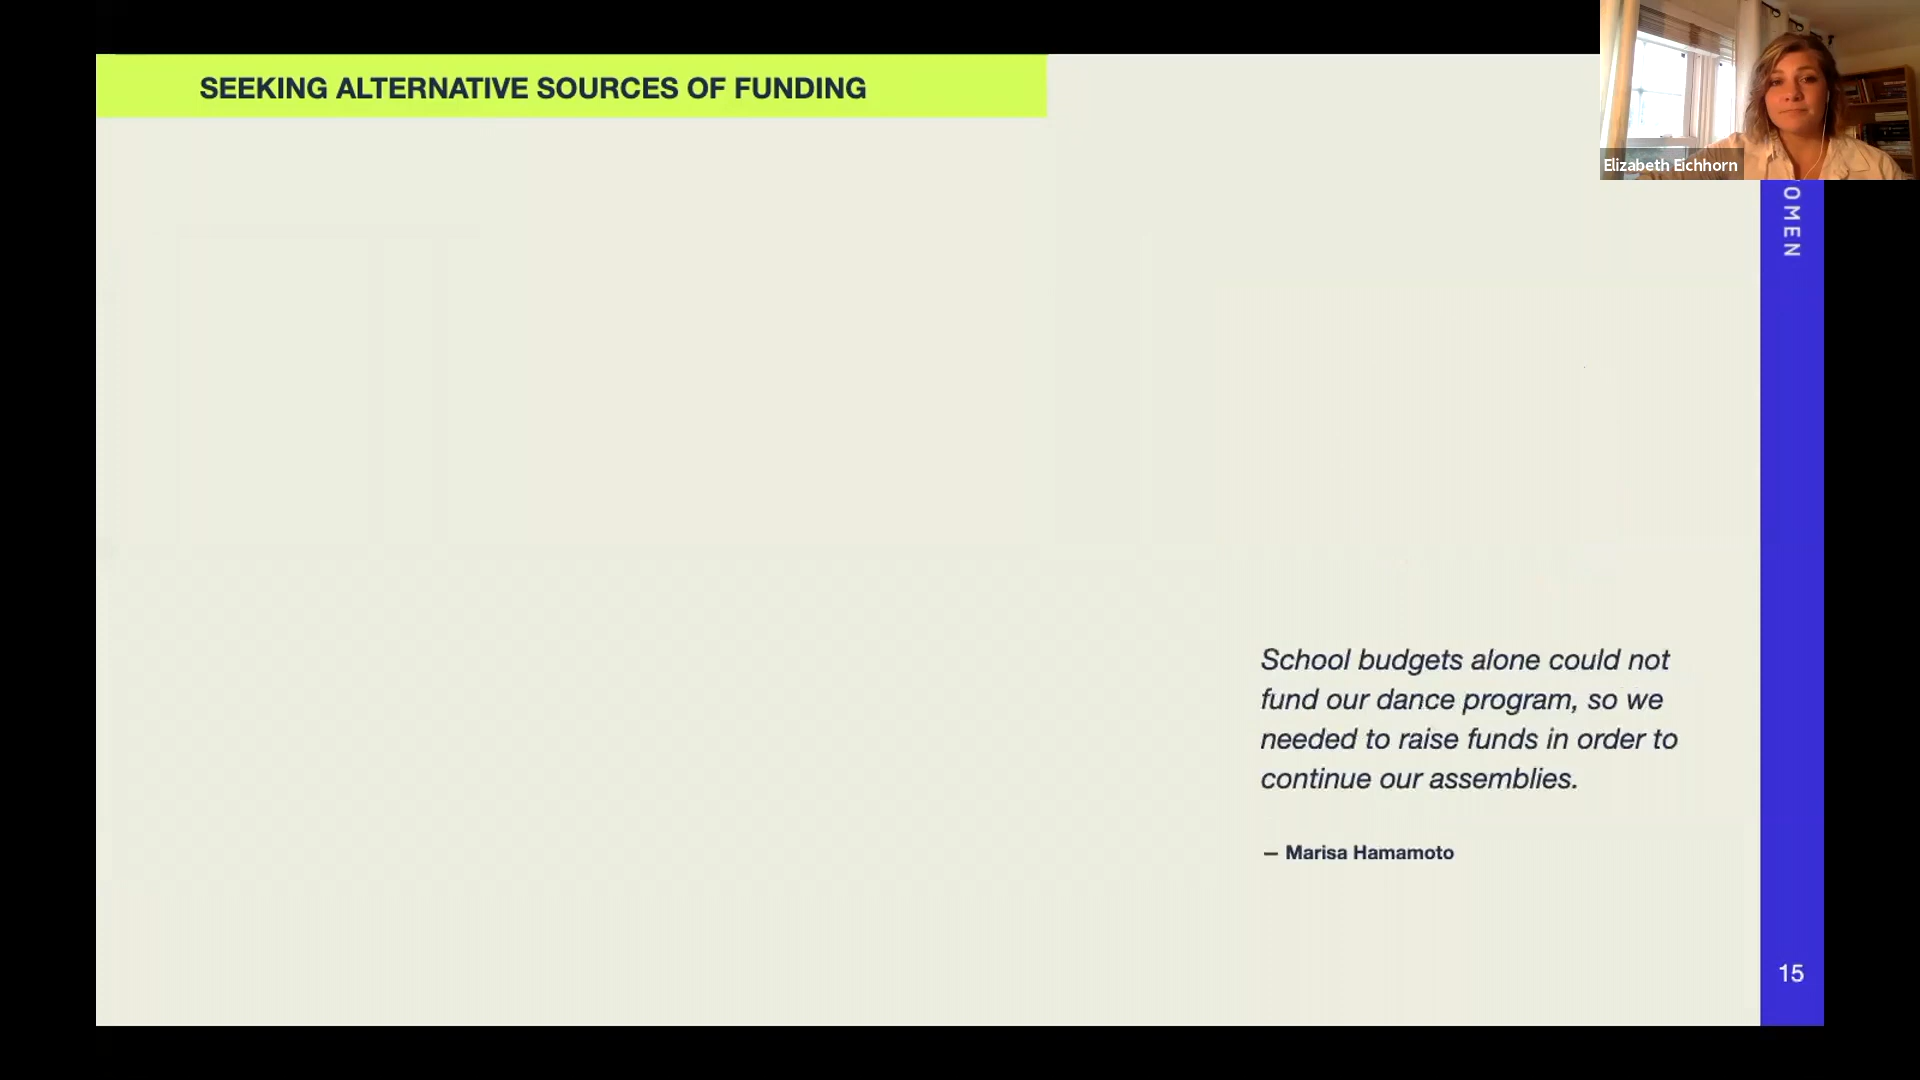 SEEKING ALTERNATIVE SOURCES OF FUNDING
Elizabeth Eichhorn
OMEN
School budgets alone could not
fund our dance program, so we
needed to raise funds in order to
continue our assemblies.
— Marisa Hamamoto
15